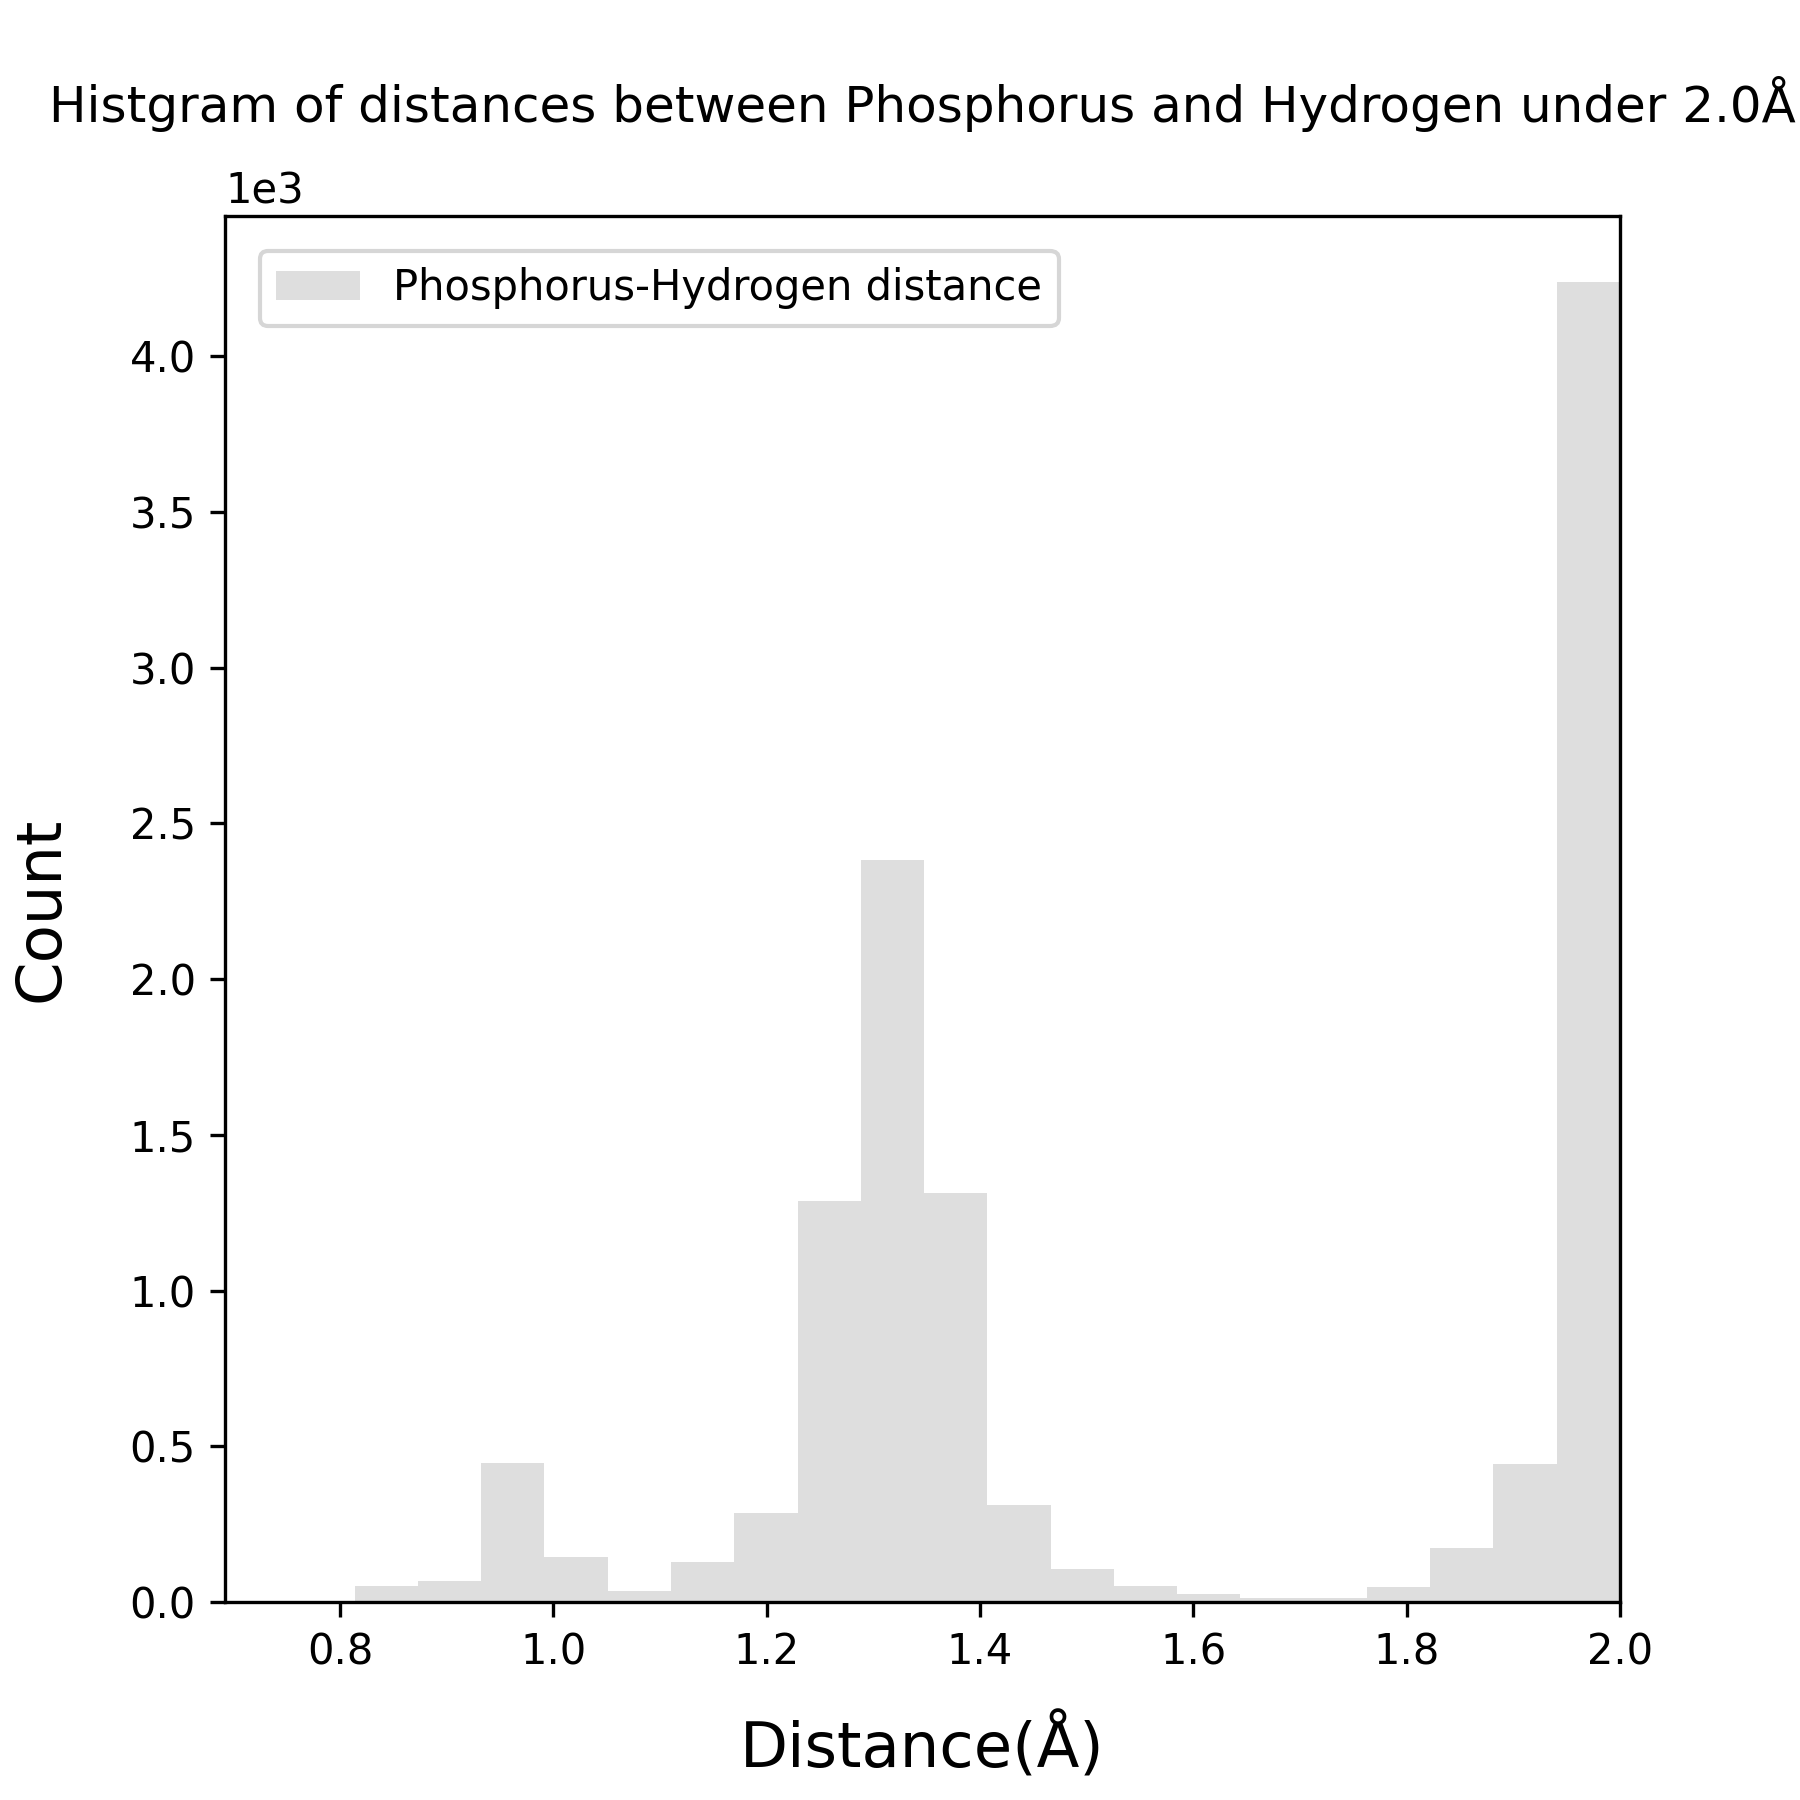 Histgram of distances between Phosphorus and Hydrogen under 2.0Å
1e3
Phosphorus-Hydrogen distance
4.0
3.5
3.0
2.5
2.0
1.5
1.0
0.5
0.0
Count
0.8 1.0 1.2 1.4 1.6 1.8 2.0
Distance(Å)